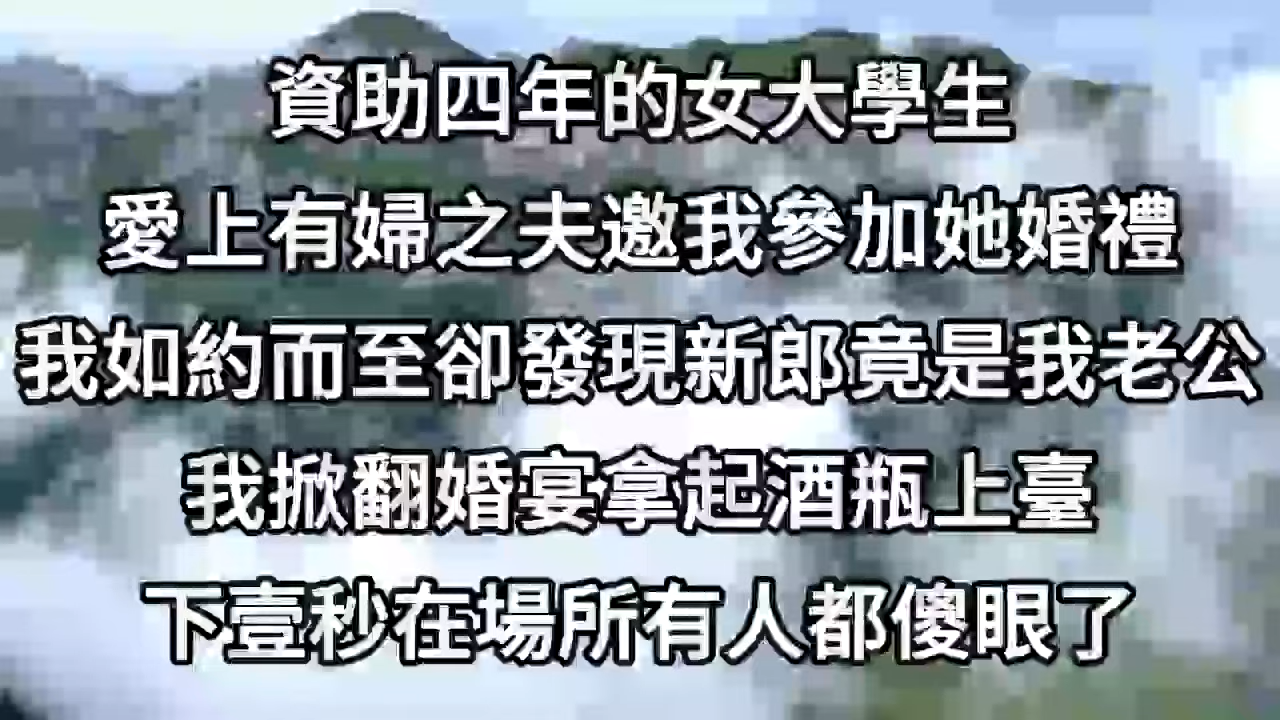 資助四年的女大學生
愛上有婦之夫邀我參加她婚禮
我如約而至卻發現新郎竟是我老公
我掀翻婚宴拿起酒瓶上臺
下壹秒在場所有人都傻眼了